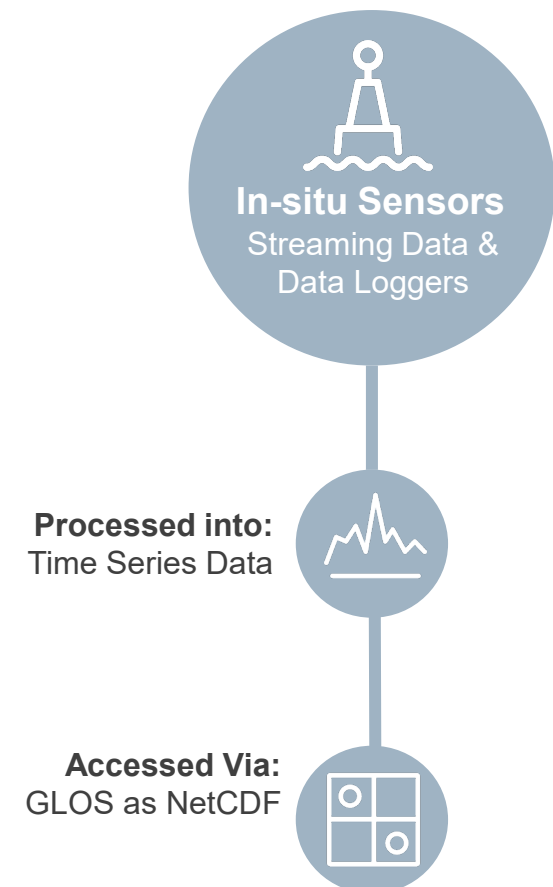 In-situ Sensors
Streaming Data &
Data Loggers
Processed into:
Time Series Data
Accessed Via:
GLOS as NetCDF